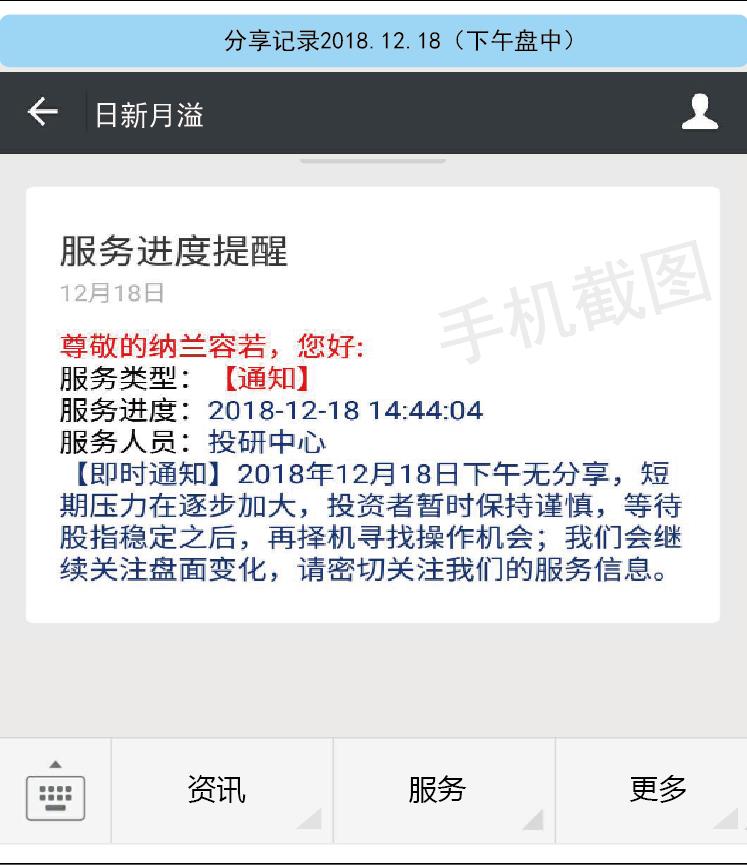 分享记录2018.12.18（下午盘中）
日新月溢
服务进度提醒
12月18日
手机截图
尊敬的纳兰容若，您好:
服务类型：【通知】
服务进度：2018-12-18 14:44:04
服务人员：投研中心
【即时通知】2018年12月18日下午无分享，短
期压力在逐步加大，投资者暂时保持谨慎，等待
股指稳定之后，再择机寻找操作机会；我们会继
续关注盘面变化，请密切关注我们的服务信息。
资讯
服务
更多